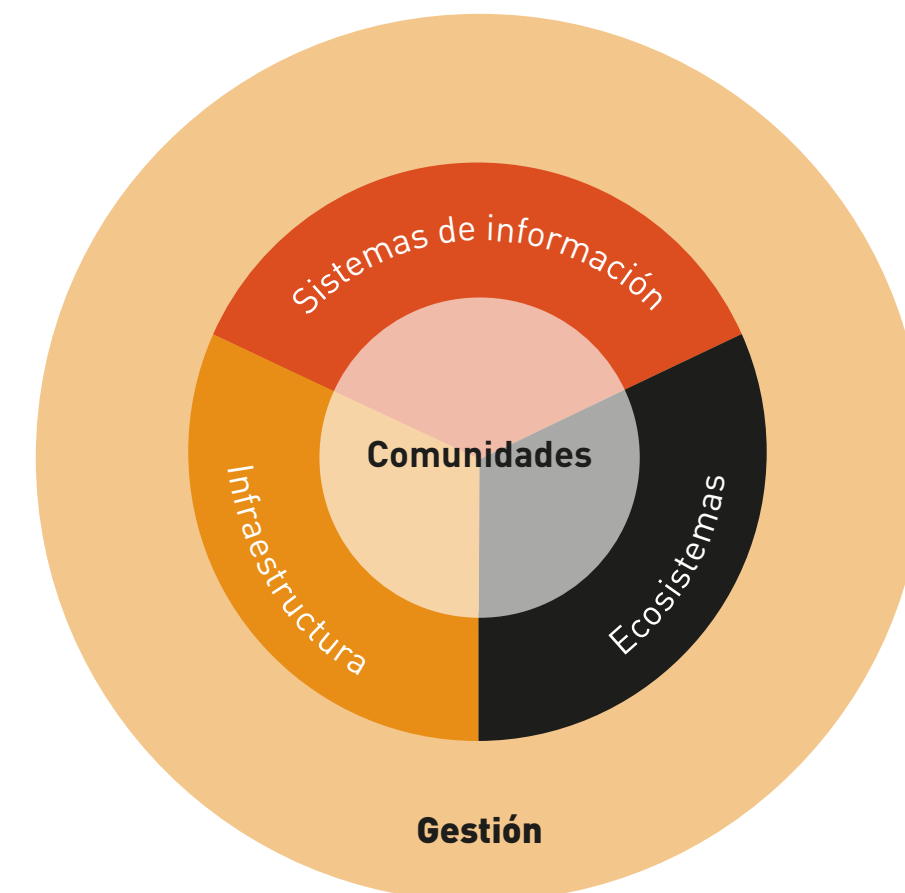 Sistemas de información
Comunidades
Infraestructura
Ecosistemas
Gestión